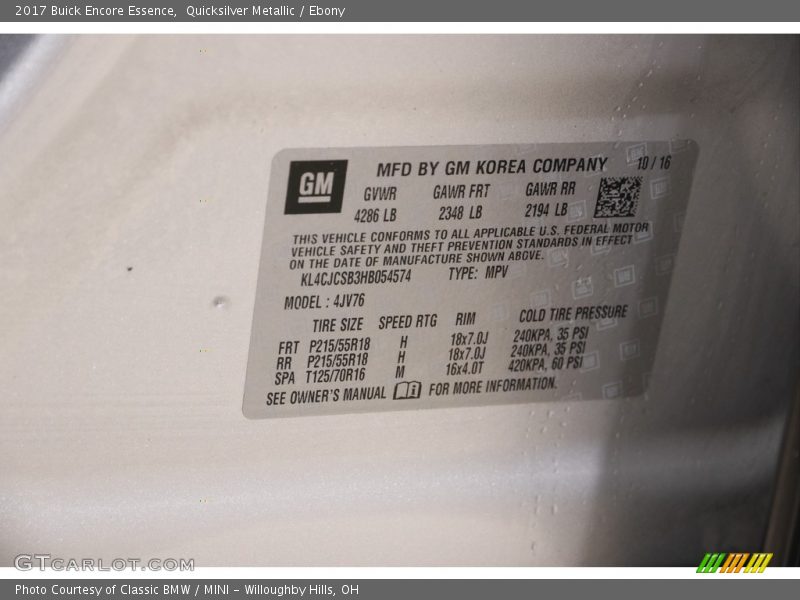 2017 Buick Encore Essence,  Quicksilver Metallic / Ebony
GM
MFD BY GM KOREA COMPANY 10 / 16
GVWR GAWR FRT GAWR RR
4286 LB 2348 LB 2194 LB
THIS VEHICLE CONFORMS TO ALL APPLICABLE U.S. FEDERAL MOTOR
VEHICLE SAFETY AND THEFT PREVENTION STANDARDS IN EFFECT
ON THE DATE OF MANUFACTURE SHOWN ABOVE.
KL4CJCSB3HB054574 TYPE: MPV
MODEL : 4JV76
TIRE SIZE SPEED RTG RIM COLD TIRE PRESSURE
FRT P215/55R18 H 18x7.0J 240KPA, 35 PSI
RR P215/55R18 H 18x7.0J 240KPA, 35 PSI
SPA T125/70R16 M 16x4.0T 420KPA, 60 PSI
SEE OWNER'S MANUAL i FOR MORE INFORMATION.
GTCARLOT.COM
Photo Courtesy of Classic BMW / MINI - Willoughby Hills, OH